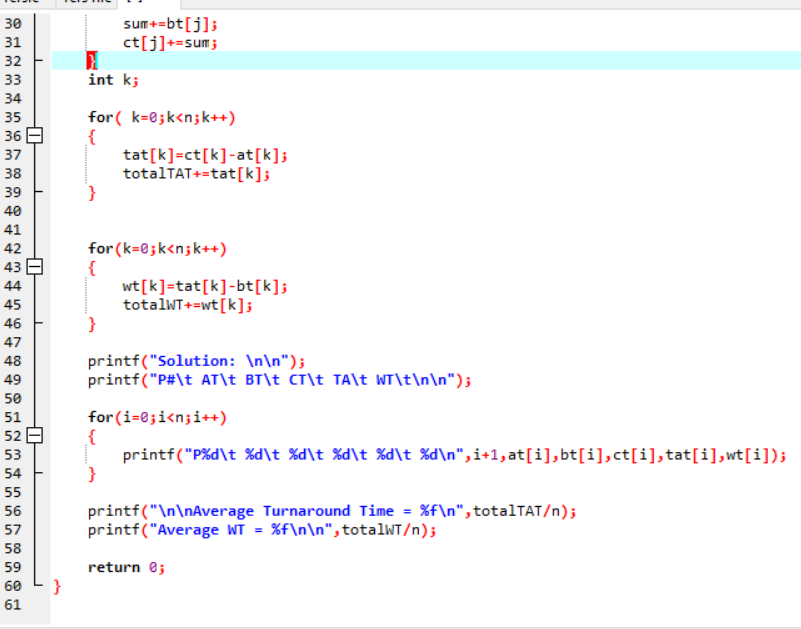 30 sum+=bt[j];
31 ct[j]+=sum;
32 }
33 int k;
34
35 for( k=0;k<n;k++)
36 {
37 tat[k]=ct[k]-at[k];
38 totalTAT+=tat[k];
39 }
40
41
42 for(k=0;k<n;k++)
43 {
44 wt[k]=tat[k]-bt[k];
45 totalWT+=wt[k];
46 }
47
48 printf("Solution: \n\n");
49 printf("P#\t AT\t BT\t CT\t TA\t WT\t\n\n");
50
51 for(i=0;i<n;i++)
52 {
53 printf("P%d\t %d\t %d\t %d\t %d\t %d\n",i+1,at[i],bt[i],ct[i],tat[i],wt[i]);
54 }
55
56 printf("\n\nAverage Turnaround Time = %f\n",totalTAT/n);
57 printf("Average WT = %f\n\n",totalWT/n);
58
59 return 0;
60 }
61